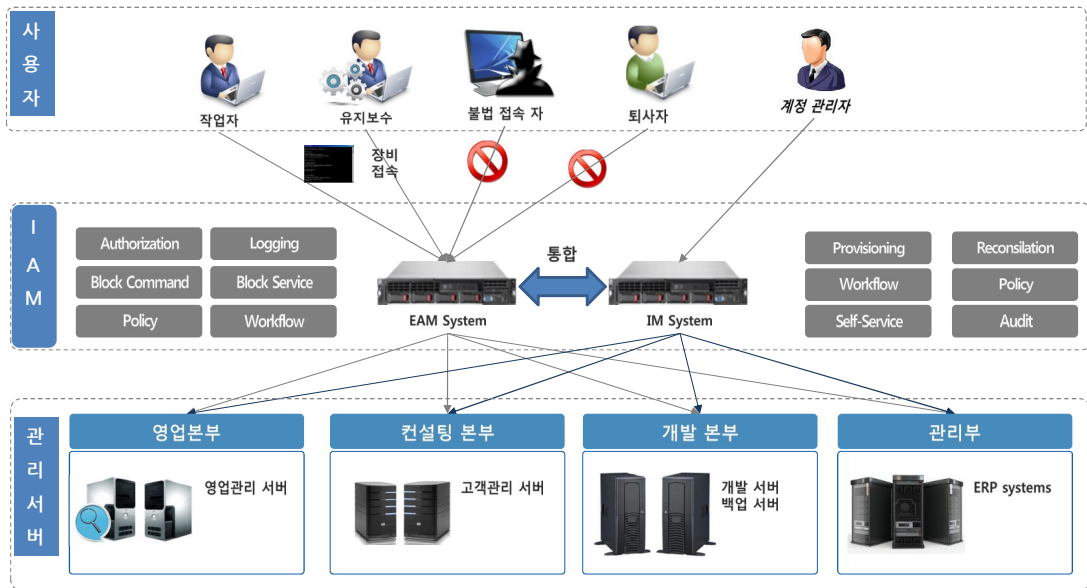 사용자
작업자
유지보수
불법 접속 자
퇴사자
계정 관리자
장비
접속
I A M
Authorization
Logging
Block Command
Block Service
Policy
Workflow
EAM System
통합
IM System
Provisioning
Reconsilation
Workflow
Policy
Self-Service
Audit
관리서버
영업본부
컨설팅 본부
개발 본부
관리부
영업관리 서버
고객관리 서버
개발 서버
백업 서버
ERP systems